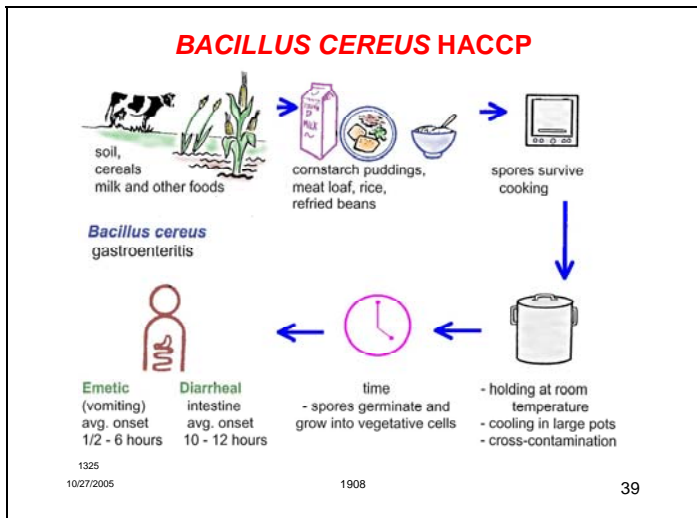 BACILLUS CEREUS HACCP
MILK
soil,
cereals
milk and other foods
cornstarch puddings,
meat loaf, rice,
refried beans
spores survive
cooking
Bacillus cereus
gastroenteritis
Emetic
(vomiting)
avg. onset
1/2 - 6 hours
Diarrheal
intestine
avg. onset
10 - 12 hours
time
- spores germinate and
grow into vegetative cells
- holding at room
temperature
- cooling in large pots
- cross-contamination
1325
10/27/2005
1908
39